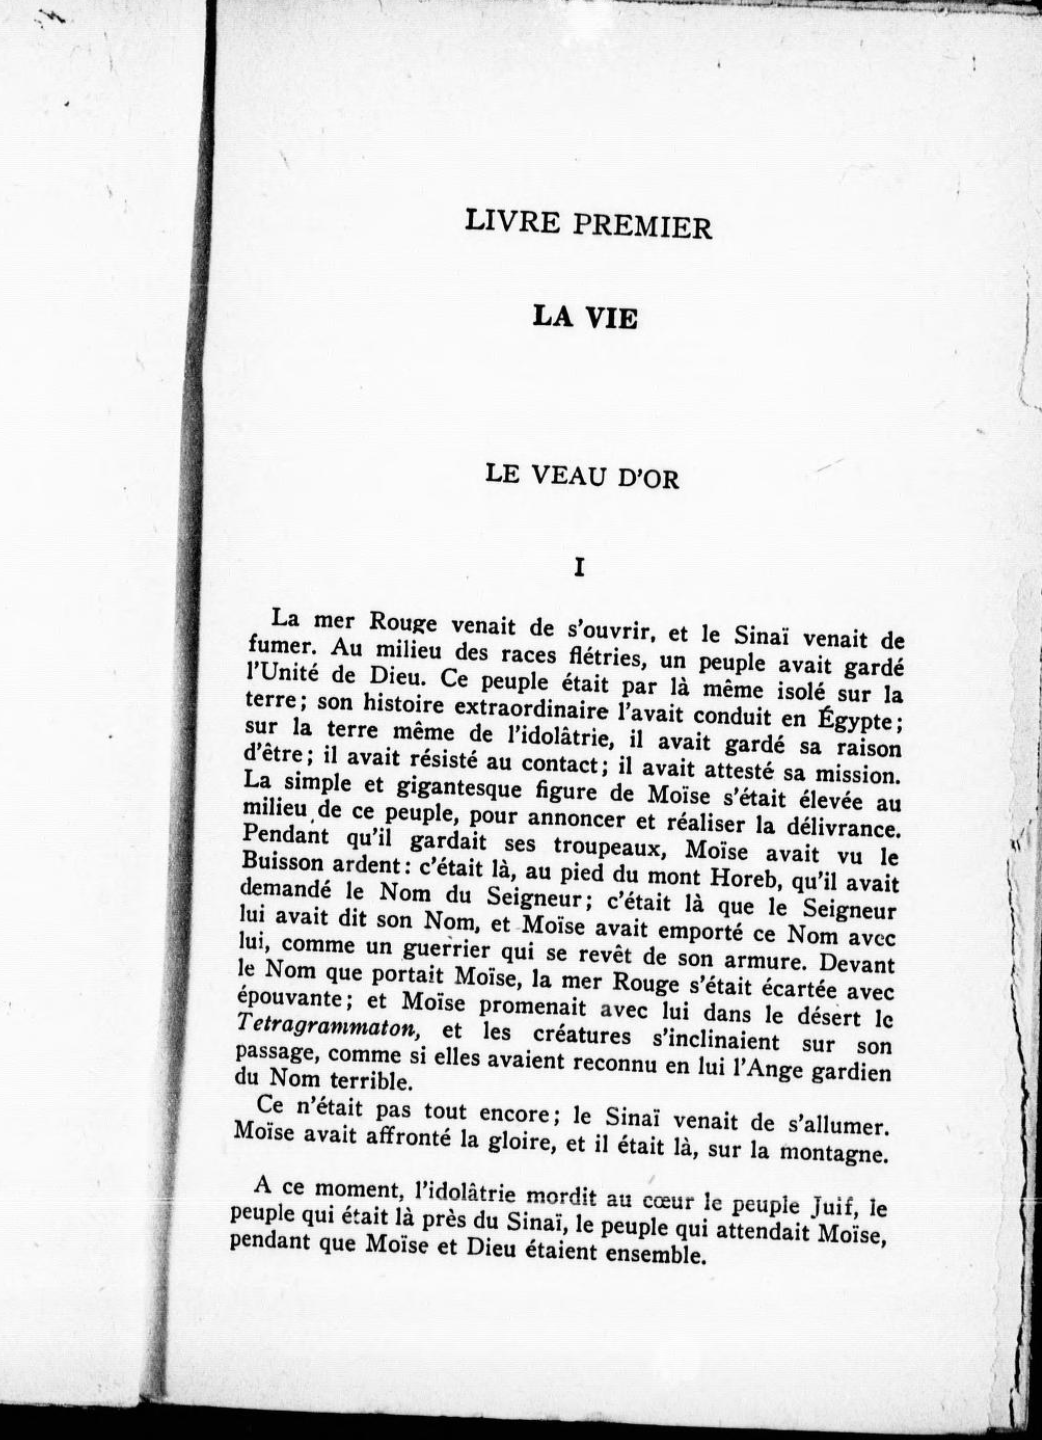 LIVRE PREMIER
LA VIE
LE VEAU D'OR
I
La mer Rouge venait de s'ouvrir, et le Sinaï venait de
fumer. Au milieu des races flétries, un peuple avait gardé
l'Unité de Dieu. Ce peuple était par là même isolé sur la
terre; son histoire extraordinaire l'avait conduit en Égypte;
sur la terre même de l'idolâtrie, il avait gardé sa raison
d'être; il avait résisté au contact; il avait attesté sa mission.
La simple et gigantesque figure de Moïse s'était élevée au
milieu de ce peuple, pour annoncer et réaliser la délivrance.
Pendant qu'il gardait ses troupeaux, Moïse avait vu le
Buisson ardent: c'était là, au pied du mont Horeb, qu'il avait
demandé le Nom du Seigneur; c'était là que le Seigneur
lui avait dit son Nom, et Moïse avait emporté ce Nom avec
lui, comme un guerrier qui se revêt de son armure. Devant
le Nom que portait Moïse, la mer Rouge s'était écartée avec
épouvante; et Moïse promenait avec lui dans le désert le
Tetragrammaton, et les créatures s'inclinaient sur son
passage, comme si elles avaient reconnu en lui l'Ange gardien
du Nom terrible.
Ce n'était pas tout encore; le Sinaï venait de s'allumer.
Moïse avait affronté la gloire, et il était là, sur la montagne.
A ce moment, l'idolâtrie mordit au cœur le peuple Juif, le
peuple qui était là près du Sinaï, le peuple qui attendait Moïse,
pendant que Moïse et Dieu étaient ensemble.